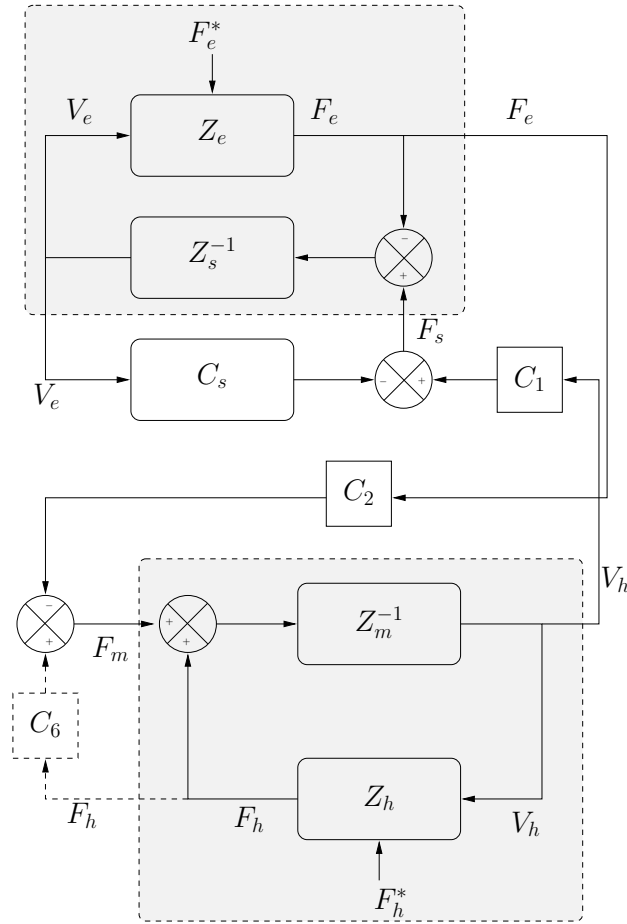 F_e^*
V_e
Z_e
F_e
F_e
-
Z_s^{-1}
+
F_s
C_s
-
+
C_1
V_e
C_2
V_h
-
+
F_m
+
+
Z_m^{-1}
C_6
F_h
F_h
Z_h
V_h
F_h^*